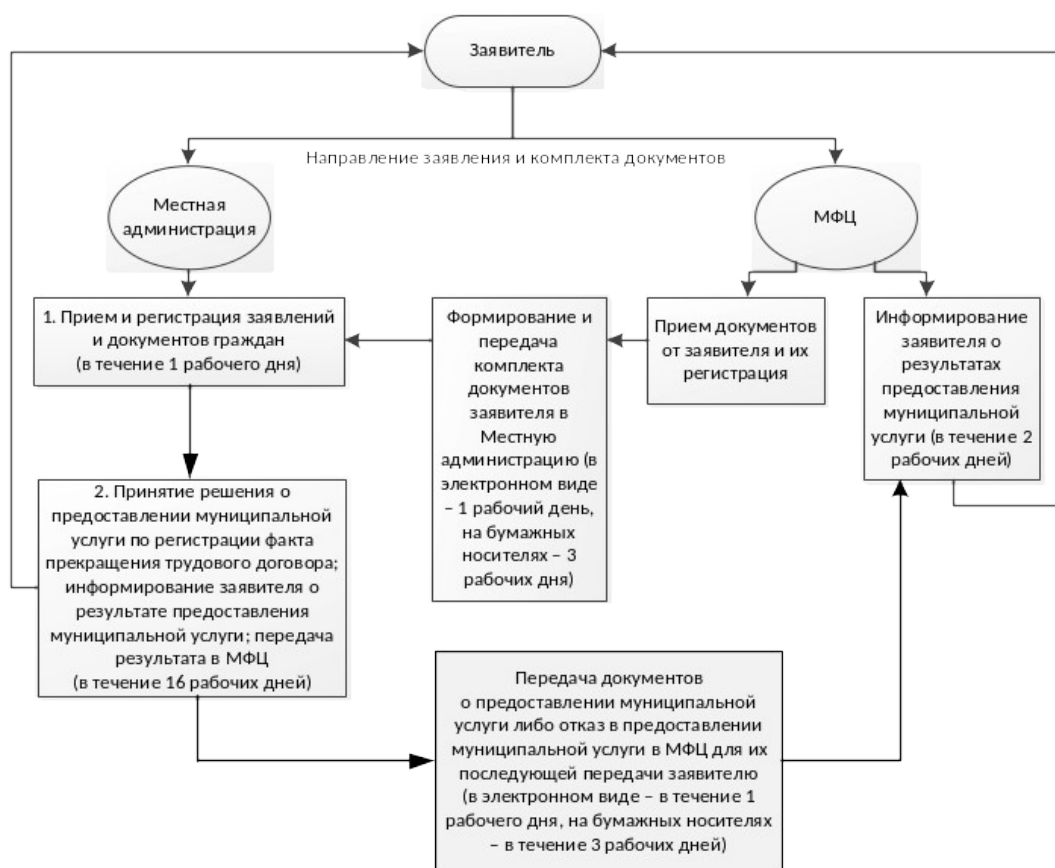 Заявитель
Направление заявления и комплекта документов
Местная
администрация
МФЦ
1. Прием и регистрация заявлений
и документов граждан
(в течение 1 рабочего дня)
Формирование и
передача
комплекта
документов
заявителя в
Местную
администрацию (в
электронном виде
– 1 рабочий день,
на бумажных
носителях – 3
рабочих дня)
Прием документов
от заявителя и их
регистрация
Информирование
заявителя о
результатах
предоставления
муниципальной
услуги (в течение 2
рабочих дней)
2. Принятие решения о
предоставлении муниципальной
услуги по регистрации факта
прекращения трудового договора;
информирование заявителя о
результате предоставления
муниципальной услуги; передача
результата в МФЦ
(в течение 16 рабочих дней)
Передача документов
о предоставлении муниципальной
услуги либо отказ в предоставлении
муниципальной услуги в МФЦ для их
последующей передачи заявителю
(в электронном виде – в течение 1
рабочего дня, на бумажных носителях
– в течение 3 рабочих дней)